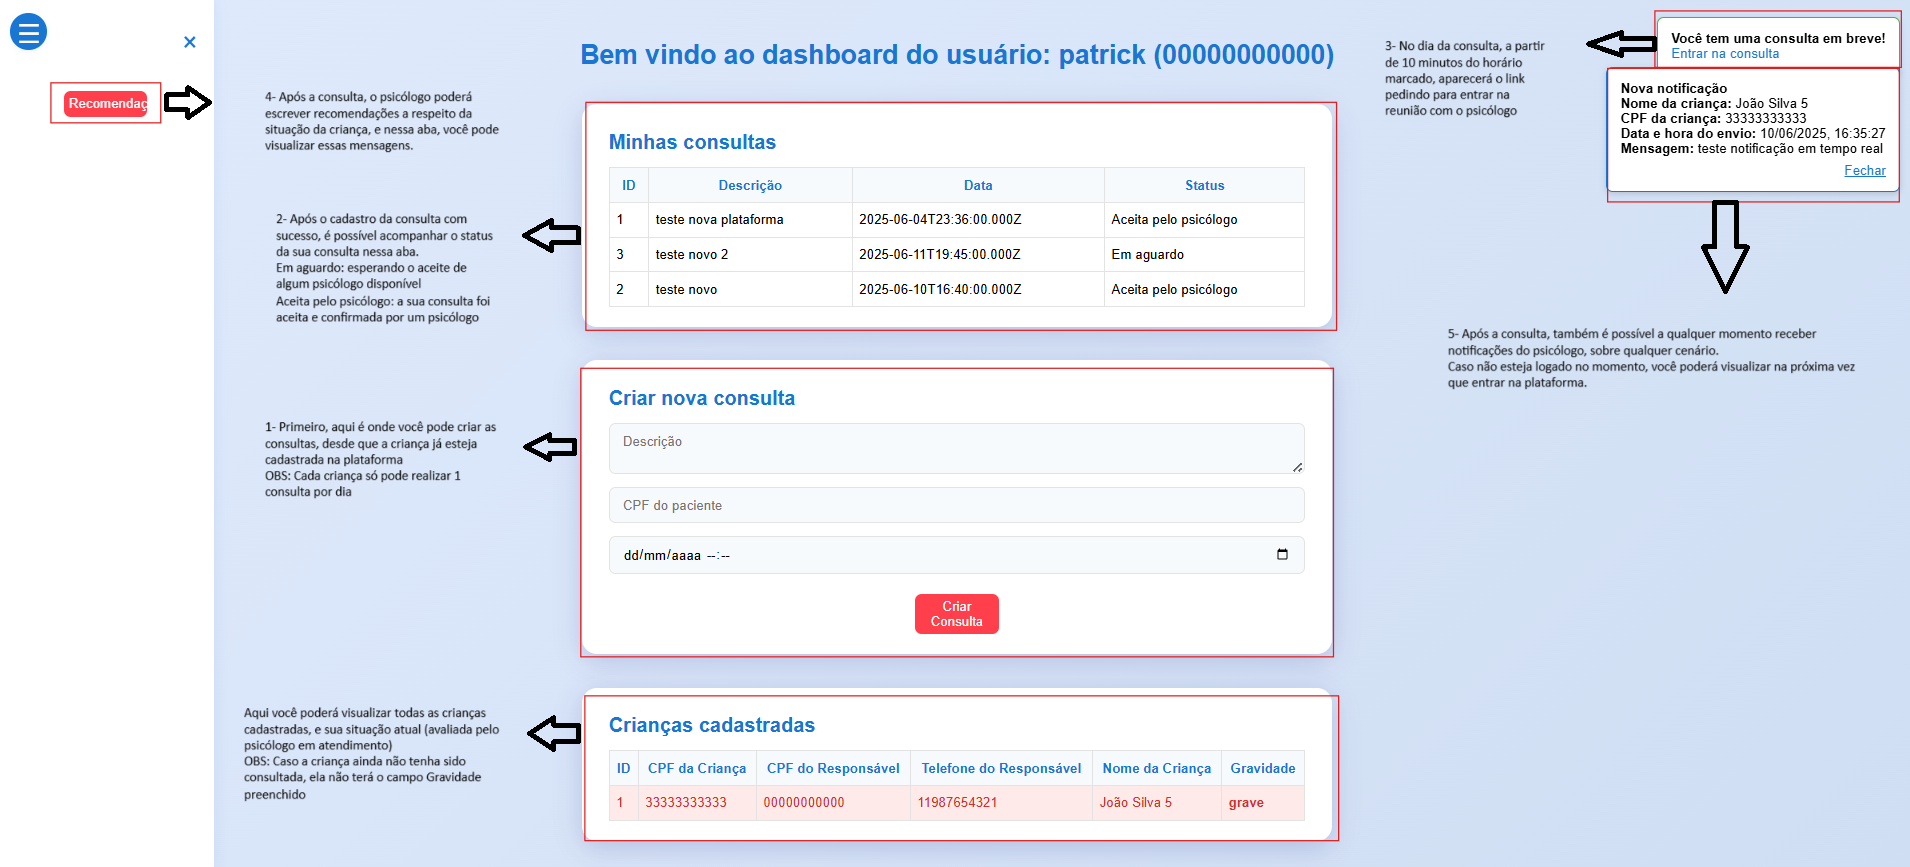 ×
Recomendaç
4- Após a consulta, o psicólogo poderá
escrever recomendações a respeito da
situação da criança, e nessa aba, você pode
visualizar essas mensagens.
2- Após o cadastro da consulta com
sucesso, é possível acompanhar o status
da sua consulta nessa aba.
Em aguardo: esperando o aceite de
algum psicólogo disponível
Aceita pelo psicólogo: a sua consulta foi
aceita e confirmada por um psicólogo
1- Primeiro, aqui é onde você pode criar as
consultas, desde que a criança já esteja
cadastrada na plataforma
OBS: Cada criança só pode realizar 1
consulta por dia
Aqui você poderá visualizar todas as crianças
cadastradas, e sua situação atual (avaliada pelo
psicólogo em atendimento)
OBS: Caso a criança ainda não tenha sido
consultada, ela não terá o campo Gravidade
preenchido
Bem vindo ao dashboard do usuário: patrick (00000000000)
Minhas consultas
ID Descrição Data Status
1 teste nova plataforma 2025-06-04T23:36:00.000Z Aceita pelo psicólogo
3 teste novo 2 2025-06-11T19:45:00.000Z Em aguardo
2 teste novo 2025-06-10T16:40:00.000Z Aceita pelo psicólogo
Criar nova consulta
Descrição
CPF do paciente
dd/mm/aaaa --:--
Criar
Consulta
Crianças cadastradas
ID CPF da Criança CPF do Responsável Telefone do Responsável Nome da Criança Gravidade
1 33333333333 00000000000 11987654321 João Silva 5 grave
3- No dia da consulta, a partir
de 10 minutos do horário
marcado, aparecerá o link
pedindo para entrar na
reunião com o psicólogo
Você tem uma consulta em breve!
Entrar na consulta
Nova notificação
Nome da criança: João Silva 5
CPF da criança: 33333333333
Data e hora do envio: 10/06/2025, 16:35:27
Mensagem: teste notificação em tempo real
Fechar
5- Após a consulta, também é possível a qualquer momento receber
notificações do psicólogo, sobre qualquer cenário.
Caso não esteja logado no momento, você poderá visualizar na próxima vez
que entrar na plataforma.